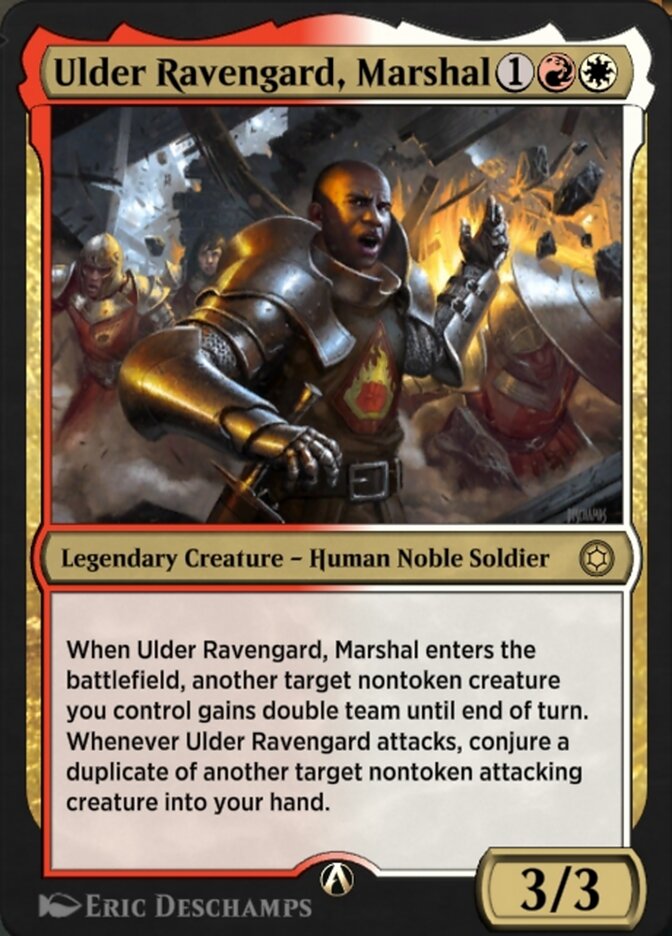 Ulder Ravengard, Marshal 1
Legendary Creature – Human Noble Soldier
When Ulder Ravengard, Marshal enters the
battlefield, another target nontoken creature
you control gains double team until end of turn.
Whenever Ulder Ravengard attacks, conjure a
duplicate of another target nontoken attacking
creature into your hand.
3/3
Eric Deschamps